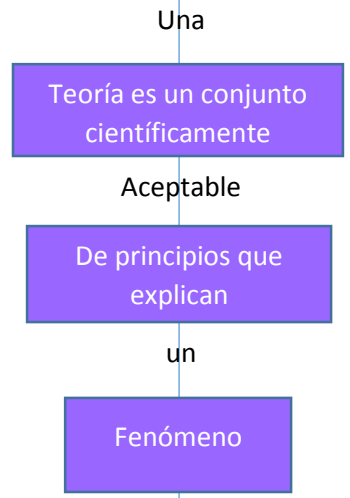 Una
Teoría es un conjunto
científicamente
Aceptable
De principios que
explican
un
Fenómeno